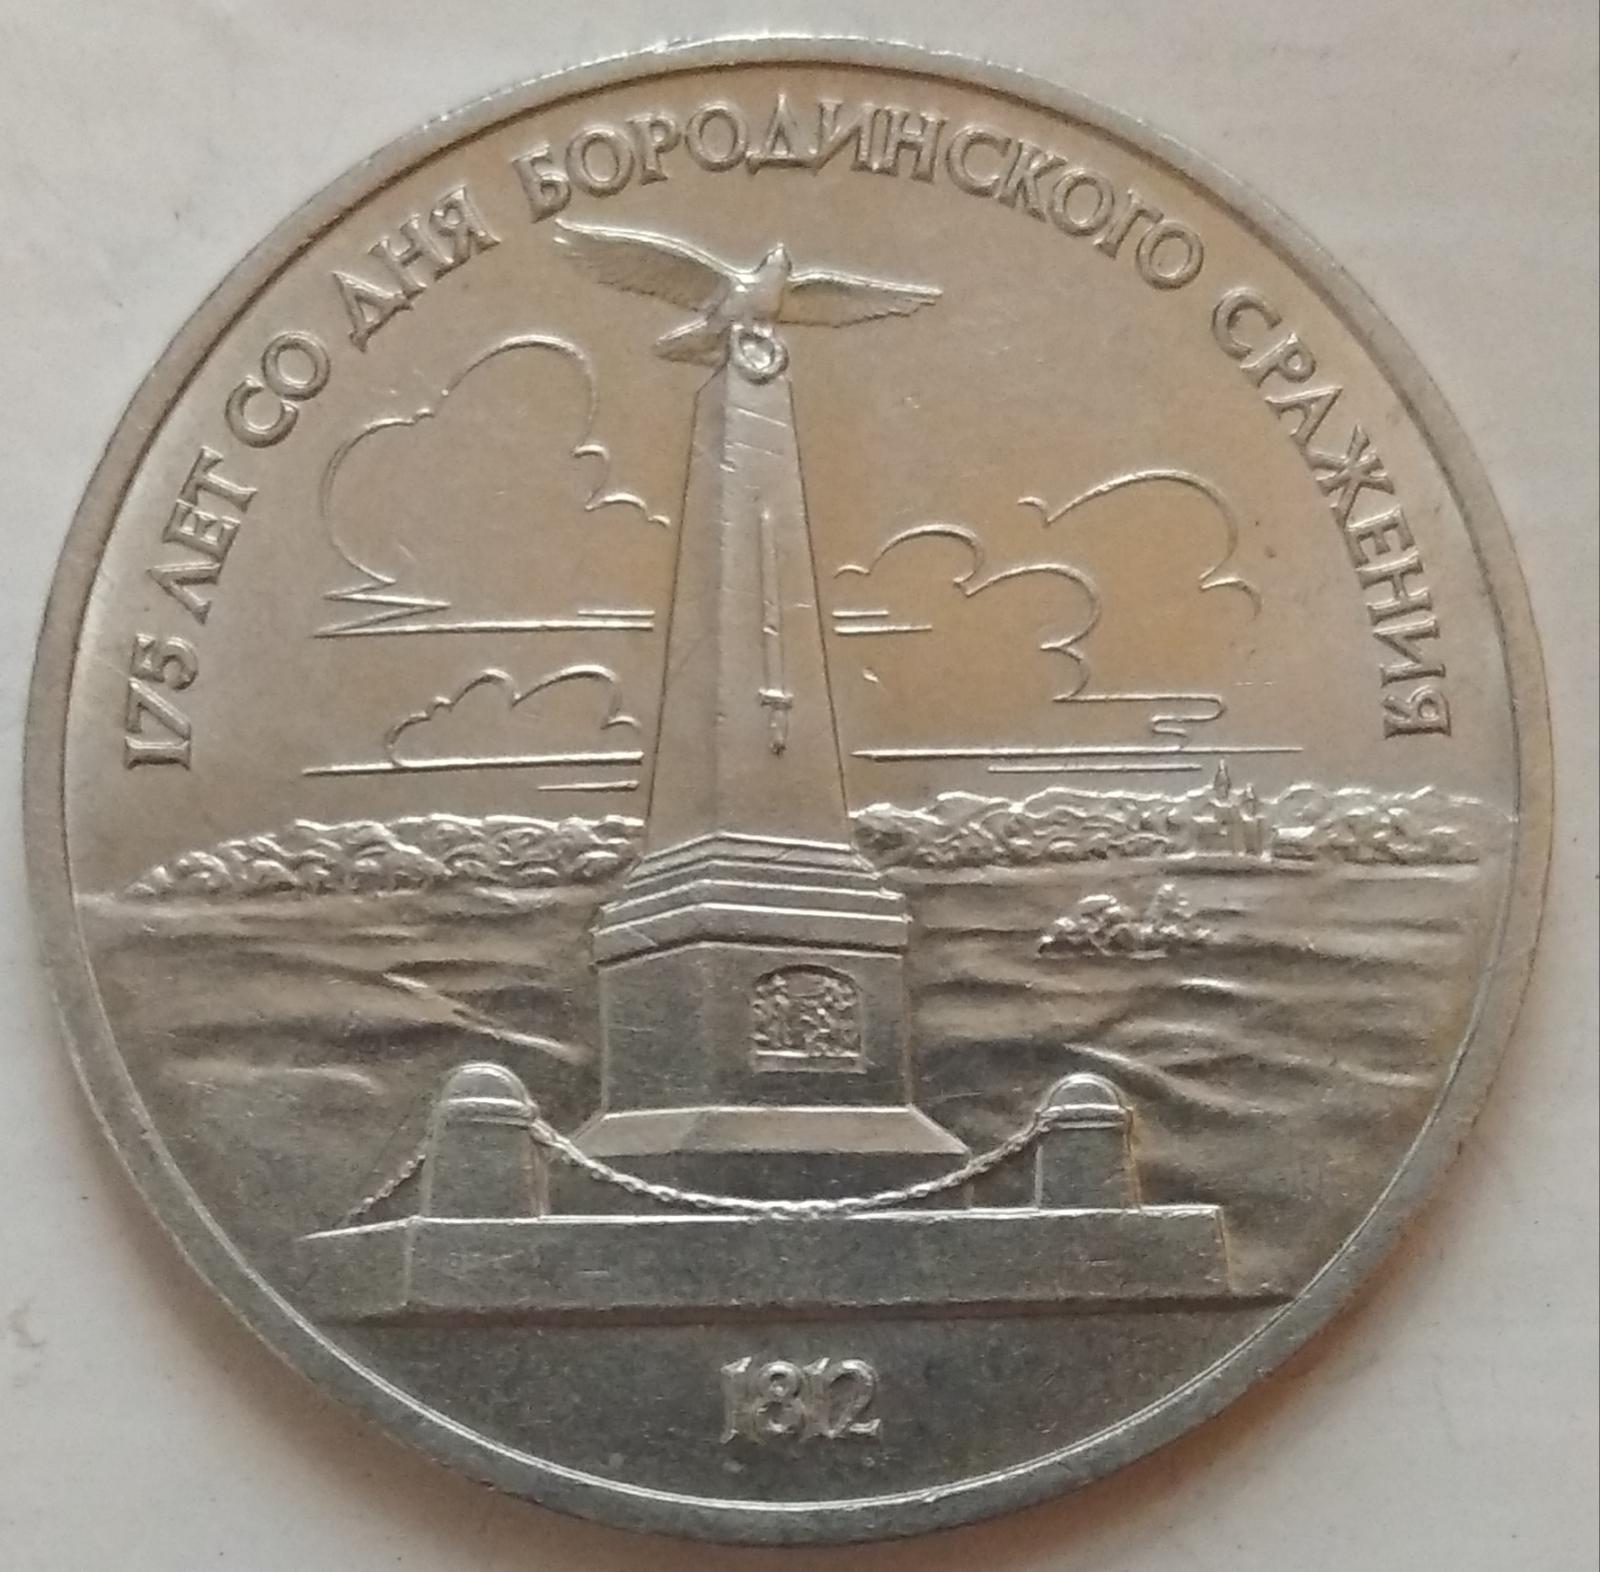 175 ЛЕТ СО ДНЯ БОРОДИНСКОГО СРАЖЕНИЯ
1812